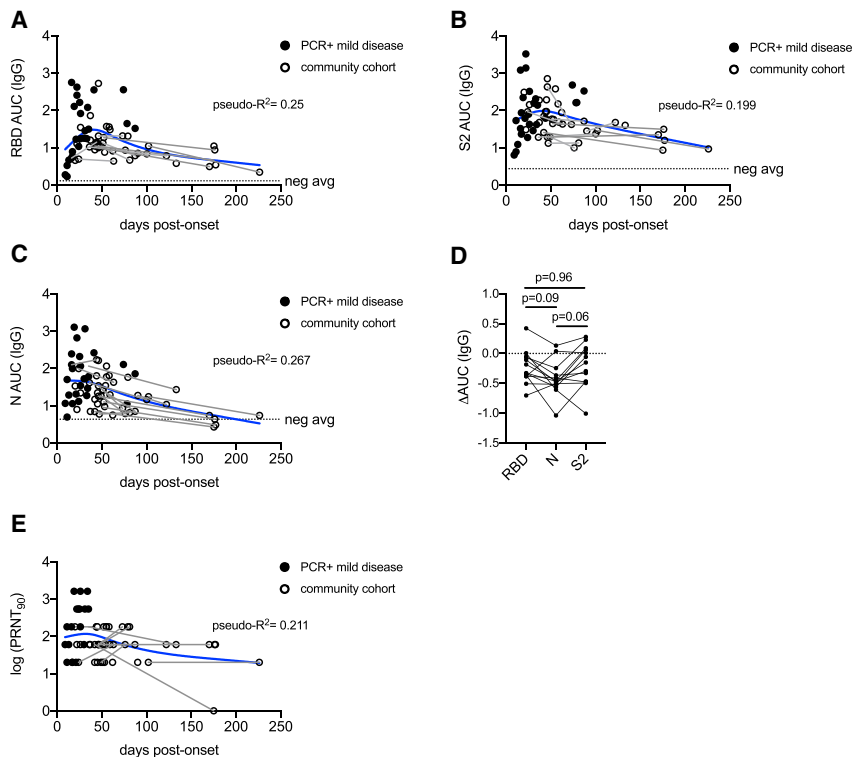 A
RBD AUC (IgG)
4
3
2
1
0
0 50 100 150 200 250
days post-onset
PCR+ mild disease
community cohort
pseudo-R²= 0.25
neg avg
B
S2 AUC (IgG)
4
3
2
1
0
0 50 100 150 200 250
days post-onset
PCR+ mild disease
community cohort
pseudo-R²= 0.199
neg avg
C
N AUC (IgG)
4
3
2
1
0
0 50 100 150 200 250
days post-onset
PCR+ mild disease
community cohort
pseudo-R²= 0.267
neg avg
D
ΔAUC (IgG)
p=0.96
p=0.09
p=0.06
1.0
0.5
0.0
-0.5
-1.0
-1.5
RBD N S2
E
log (PRNT₉₀)
4
3
2
1
0
0 50 100 150 200 250
days post-onset
PCR+ mild disease
community cohort
pseudo-R²= 0.211